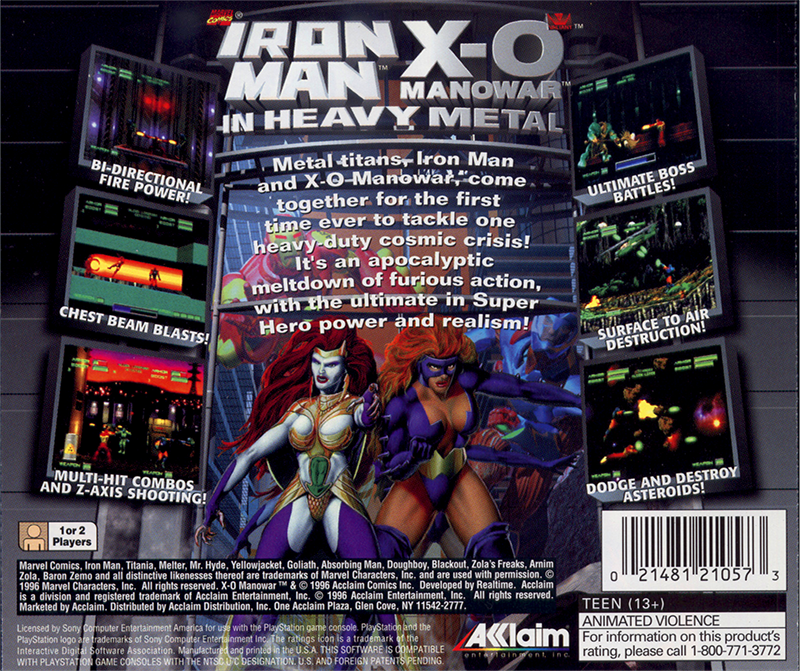 MARVEL COMICS ®
IRON MAN™ X-O MANOWAR™
IN HEAVY METAL
Metal titans, Iron Man
and X-O Manowar, come
together for the first
time ever to tackle one
heavy-duty cosmic crisis!
It's an apocalyptic
meltdown of furious action,
with the ultimate in Super
Hero power and realism!
BI-DIRECTIONAL
FIRE POWER!
CHEST BEAM BLASTS!
MULTI-HIT COMBOS
AND Z-AXIS SHOOTING!
ULTIMATE BOSS
BATTLES!
SURFACE TO AIR
DESTRUCTION!
DODGE AND DESTROY
ASTEROIDS!
1 or 2
Players
Marvel Comics, Iron Man, Titania, Melter, Mr. Hyde, Yellowjacket, Goliath, Absorbing Man, Doughboy, Blackout, Zola's Freaks, Arnim
Zola, Baron Zemo and all distinctive likenesses thereof are trademarks of Marvel Characters, Inc. and are used with permission. ©
1996 Marvel Characters, Inc. All rights reserved. X-O Manowar ™ & © 1996 Acclaim Comics Inc. Developed by Realtime. Acclaim
is a division and registered trademark of Acclaim Entertainment, Inc. © 1996 Acclaim Entertainment, Inc. All rights reserved.
Marketed by Acclaim. Distributed by Acclaim Distribution, Inc. One Acclaim Plaza, Glen Cove, NY 11542-2777.
Licensed by Sony Computer Entertainment America for use with the PlayStation game console. PlayStation and the
PlayStation logo are trademarks of Sony Computer Entertainment Inc. The ratings icon is a trademark of the
Interactive Digital Software Association. Manufactured and printed in the U.S.A. THIS SOFTWARE IS COMPATIBLE
WITH PLAYSTATION GAME CONSOLES WITH THE NTSC U/C DESIGNATION. U.S. AND FOREIGN PATENTS PENDING.
AKKlaim
entertainment, inc.
0 21481 21057 3
TEEN (13+)
ANIMATED VIOLENCE
For information on this product's
rating, please call 1-800-771-3772